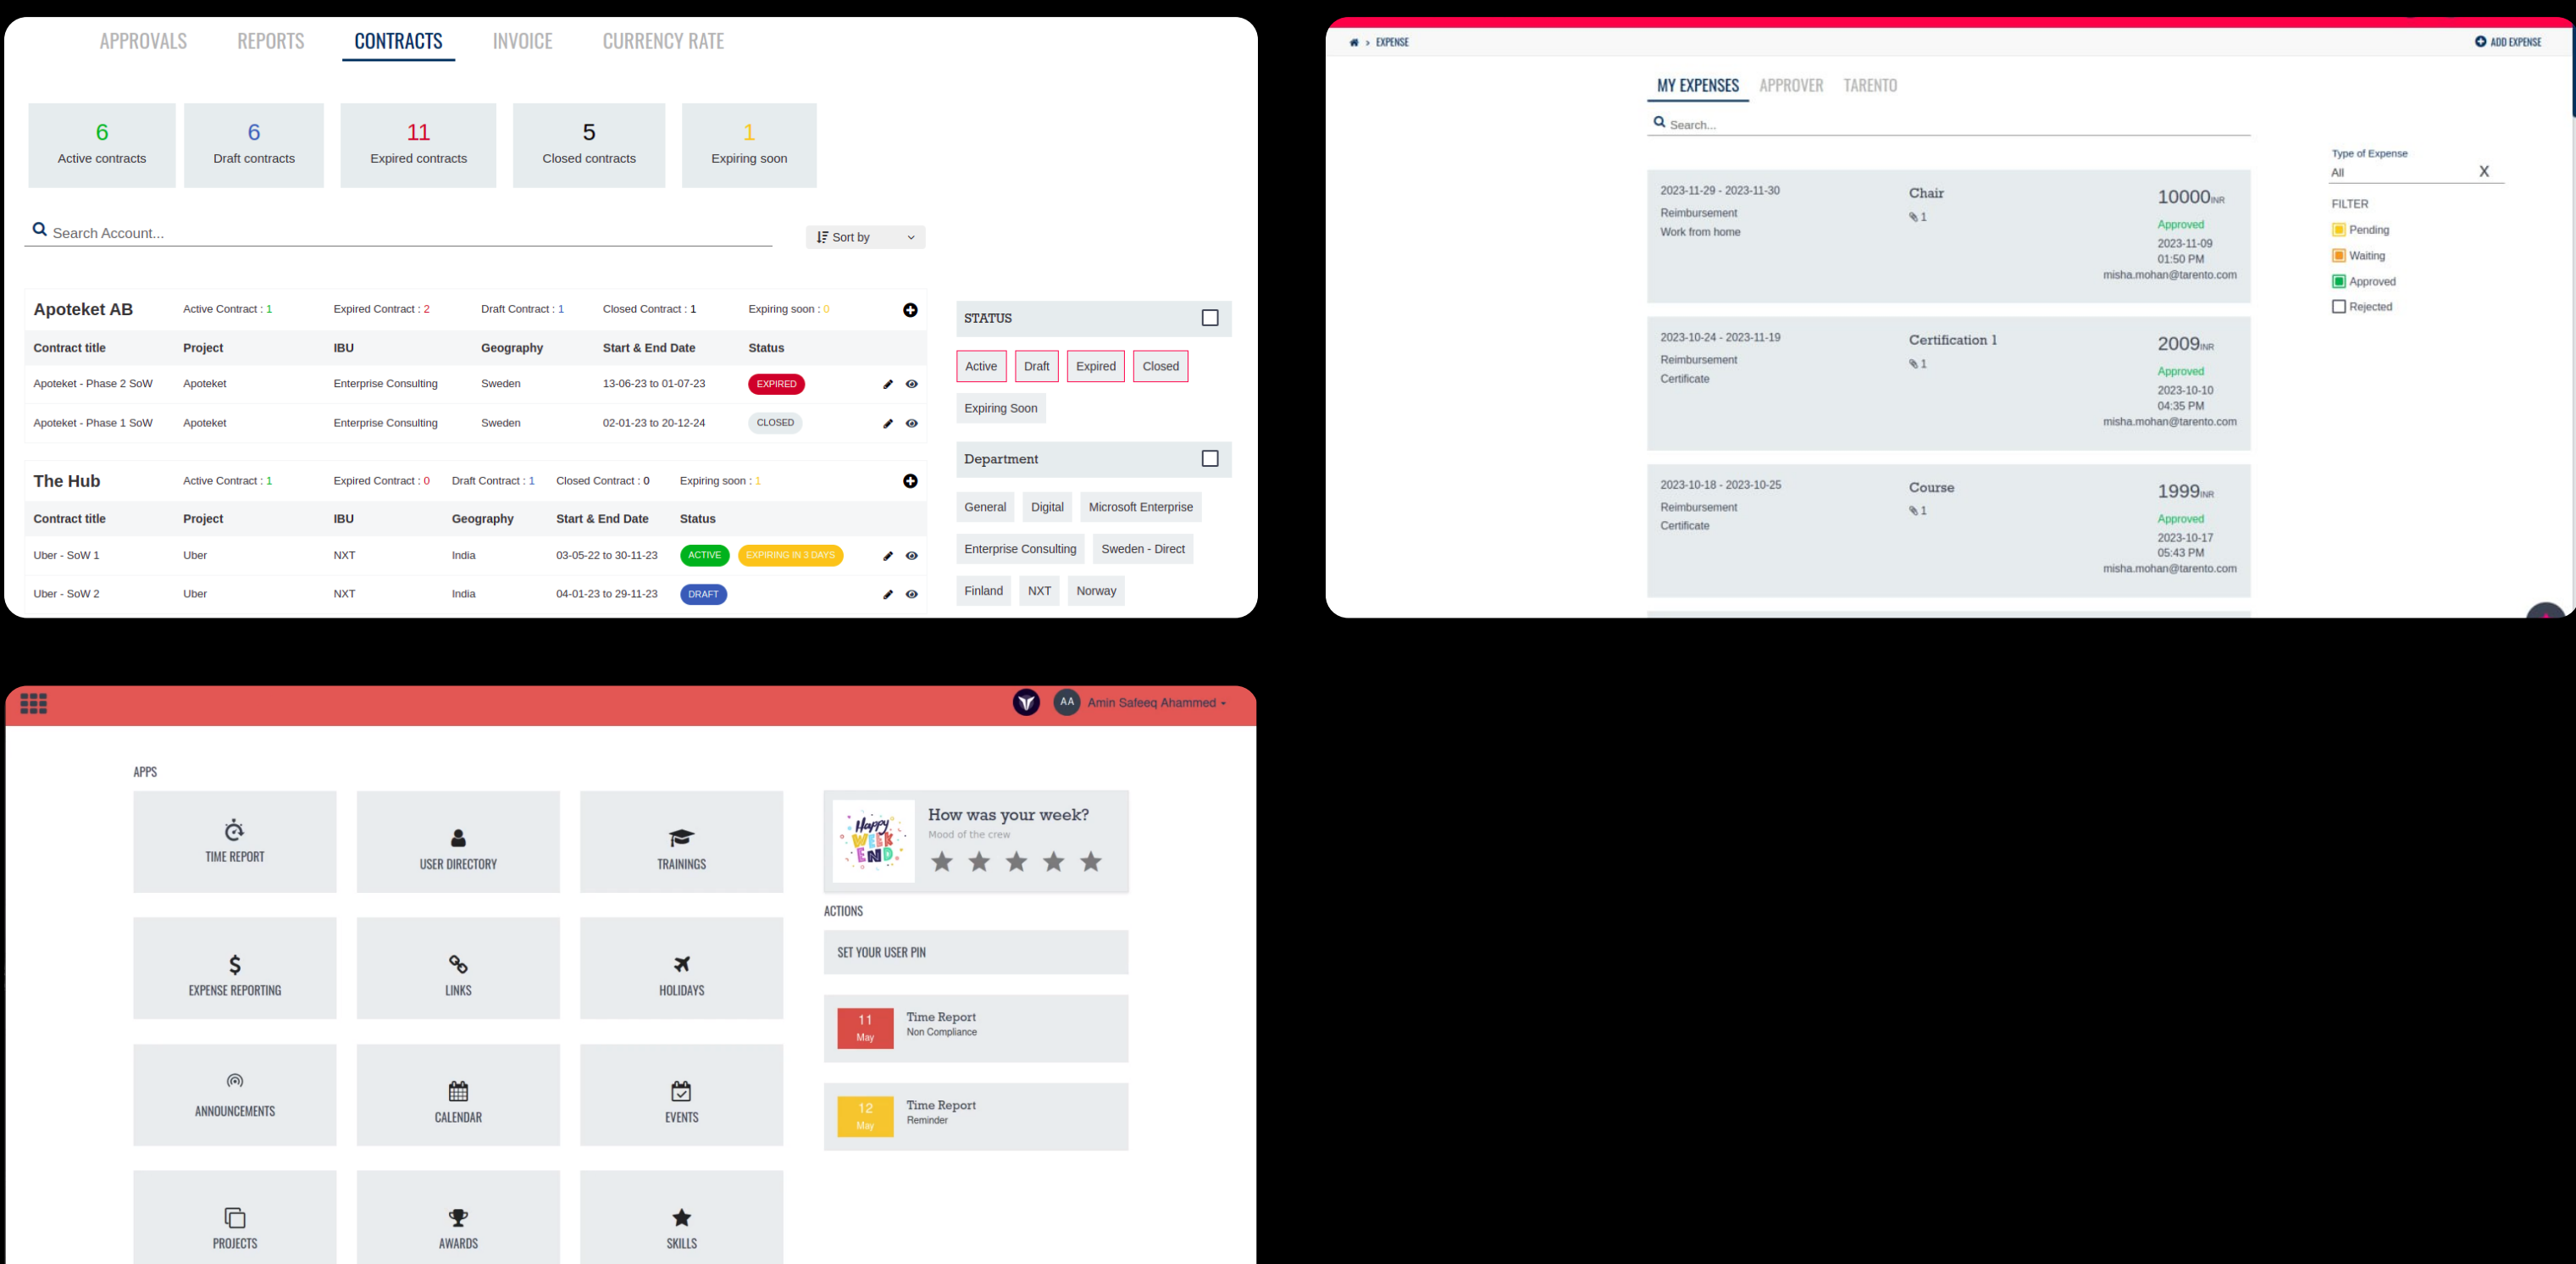 APPROVALS REPORTS CONTRACTS INVOICE CURRENCY RATE
6 6 11 5 1
Active contracts Draft contracts Expired contracts Closed contracts Expiring soon
Search Account...
Sort by
Apoteket AB Active Contract : 1 Expired Contract : 2 Draft Contract : 1 Closed Contract : 1 Expiring soon : 0
Contract title Project IBU Geography Start & End Date Status
Apoteket - Phase 2 SoW Apoteket Enterprise Consulting Sweden 13-06-23 to 01-07-23 EXPIRED
Apoteket - Phase 1 SoW Apoteket Enterprise Consulting Sweden 02-01-23 to 20-12-24 CLOSED
The Hub Active Contract : 1 Expired Contract : 0 Draft Contract : 1 Closed Contract : 0 Expiring soon : 1
Contract title Project IBU Geography Start & End Date Status
Uber - SoW 1 Uber NXT India 03-05-22 to 30-11-23 ACTIVE EXPIRING IN 3 DAYS
Uber - SoW 2 Uber NXT India 04-01-23 to 29-11-23 DRAFT
STATUS
Active Draft Expired Closed
Expiring Soon
Department
General Digital Microsoft Enterprise
Enterprise Consulting Sweden - Direct
Finland NXT Norway
> EXPENSE
ADD EXPENSE
MY EXPENSES APPROVER TARENTO
Search...
2023-11-29 - 2023-11-30
Reimbursement
Work from home
Chair
1
10000INR
Approved
2023-11-09
01:50 PM
misha.mohan@tarento.com
2023-10-24 - 2023-11-19
Reimbursement
Certificate
Certification 1
1
2009INR
Approved
2023-10-10
04:35 PM
misha.mohan@tarento.com
2023-10-18 - 2023-10-25
Reimbursement
Certificate
Course
1
1999INR
Approved
2023-10-17
05:43 PM
misha.mohan@tarento.com
Type of Expense
All X
FILTER
Pending
Waiting
Approved
Rejected
AA Amin Safeeq Ahammed
APPS
TIME REPORT USER DIRECTORY TRAININGS
EXPENSE REPORTING LINKS HOLIDAYS
ANNOUNCEMENTS CALENDAR EVENTS
PROJECTS AWARDS SKILLS
Happy
WEEK
END
How was your week?
Mood of the crew
ACTIONS
SET YOUR USER PIN
11
May
Time Report
Non Compliance
12
May
Time Report
Reminder